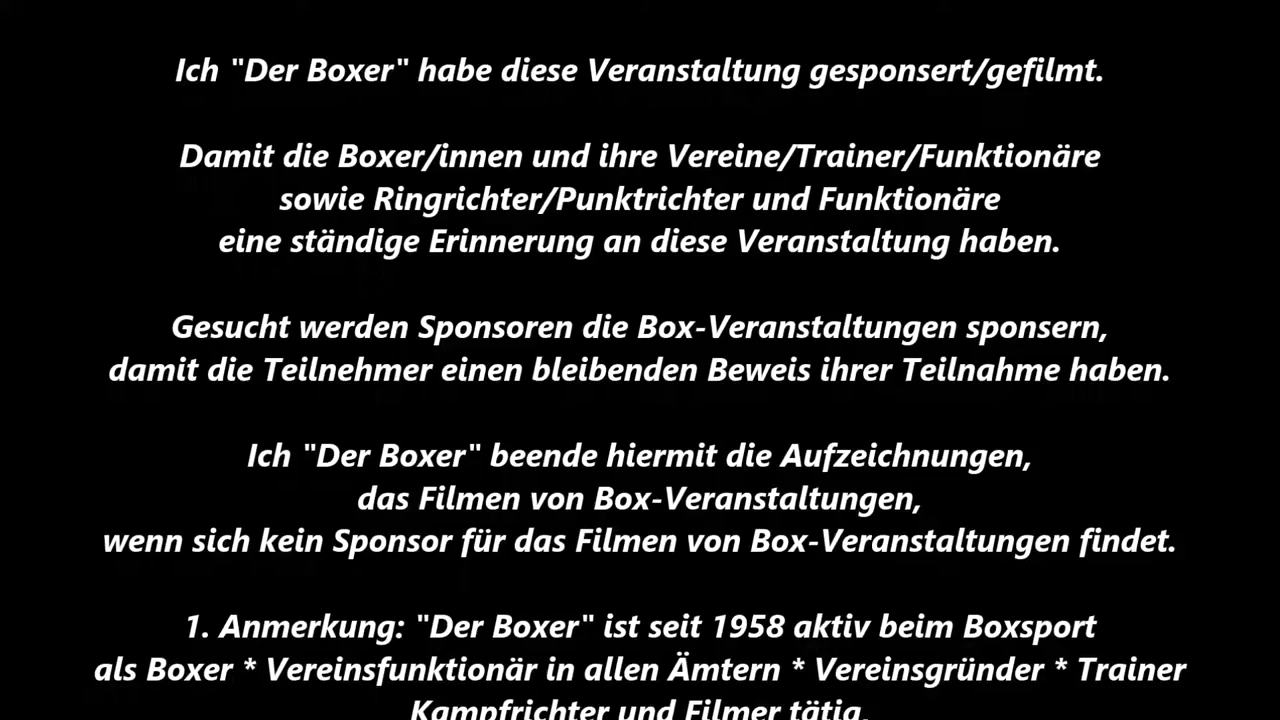 Ich "Der Boxer" habe diese Veranstaltung gesponsert/gefilmt.
Damit die Boxer/innen und ihre Vereine/Trainer/Funktionäre
sowie Ringrichter/Punktrichter und Funktionäre
eine ständige Erinnerung an diese Veranstaltung haben.
Gesucht werden Sponsoren die Box-Veranstaltungen sponsern,
damit die Teilnehmer einen bleibenden Beweis ihrer Teilnahme haben.
Ich "Der Boxer" beende hiermit die Aufzeichnungen,
das Filmen von Box-Veranstaltungen,
wenn sich kein Sponsor für das Filmen von Box-Veranstaltungen findet.
1. Anmerkung: "Der Boxer" ist seit 1958 aktiv beim Boxsport
als Boxer * Vereinsfunktionär in allen Ämtern * Vereinsgründer * Trainer
Kampfrichter und Filmer tätig.